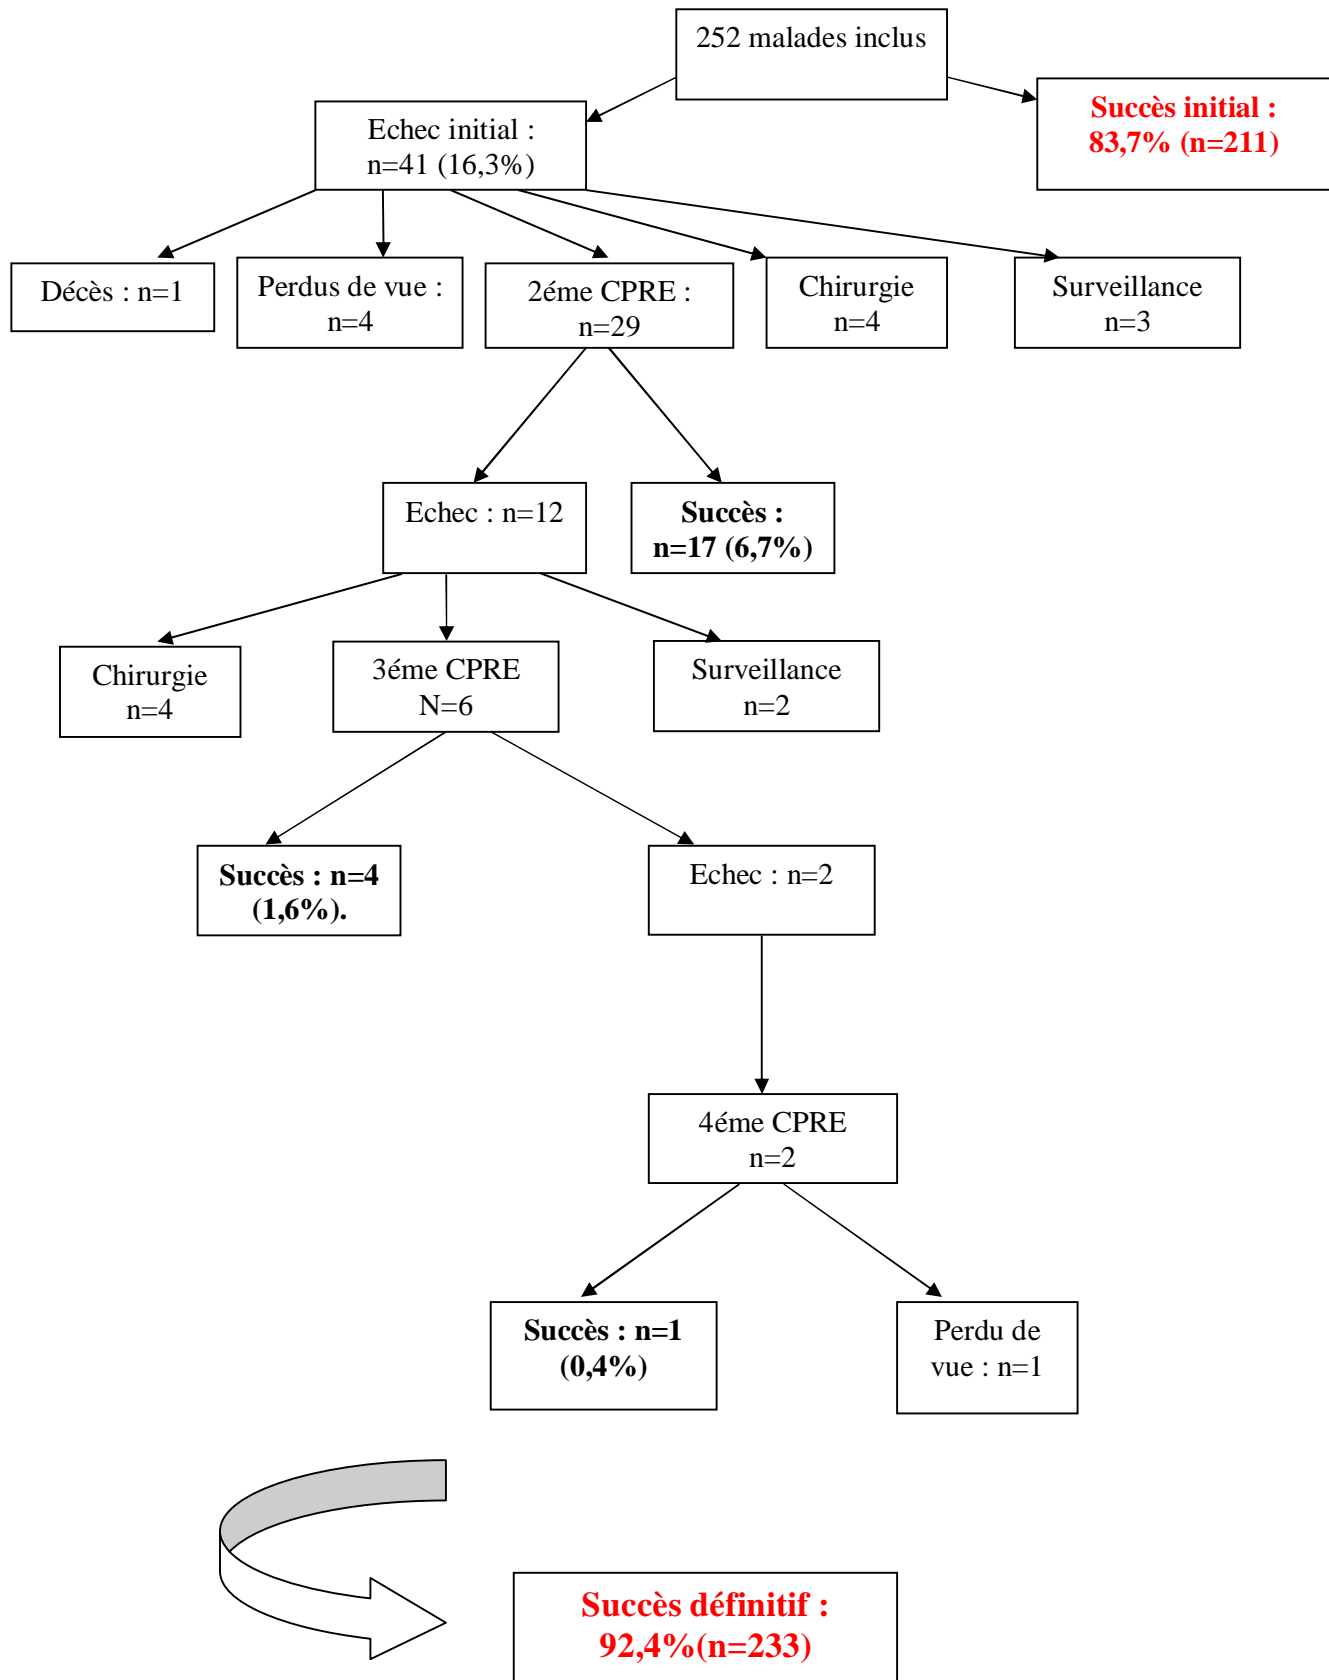 252 malades inclus
Succès initial :
83,7% (n=211)
Echec initial :
n=41 (16,3%)
Décès : n=1
Perdus de vue :
n=4
2éme CPRE :
n=29
Chirurgie
n=4
Surveillance
n=3
Echec : n=12
Succès :
n=17 (6,7%)
Chirurgie
n=4
3éme CPRE
N=6
Surveillance
n=2
Succès : n=4
(1,6%).
Echec : n=2
4éme CPRE
n=2
Succès : n=1
(0,4%)
Perdu de
vue : n=1
Succès définitif :
92,4%(n=233)